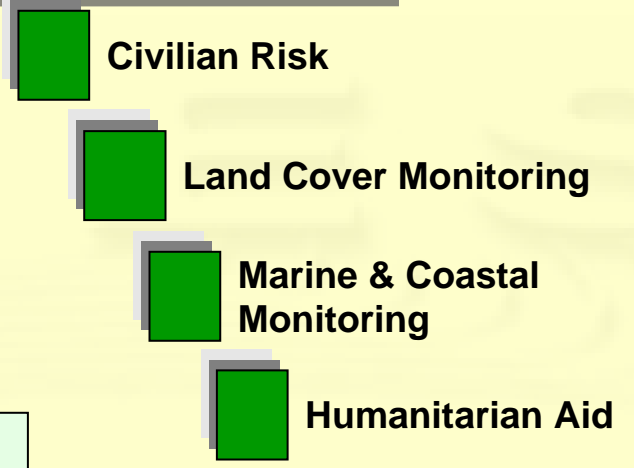 Civilian Risk
Land Cover Monitoring
Marine & Coastal
Monitoring
Humanitarian Aid